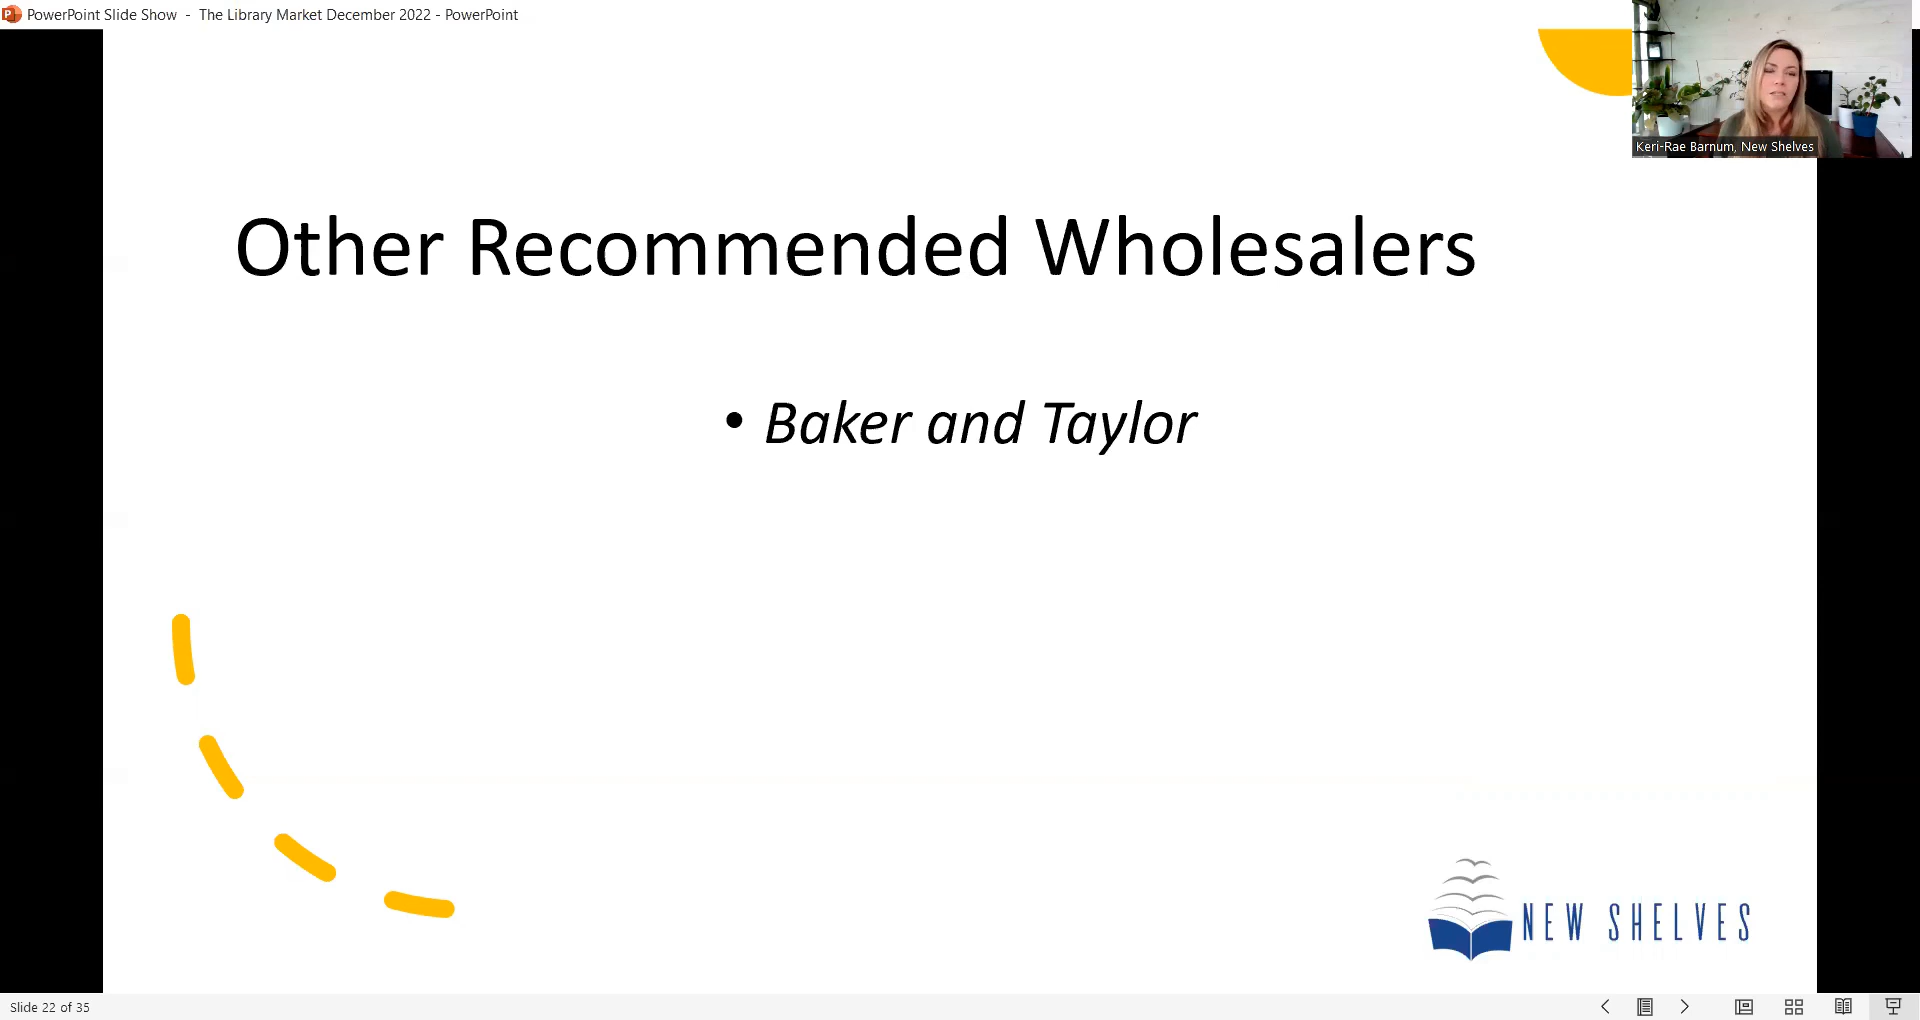 PowerPoint Slide Show - The Library Market December 2022 - PowerPoint
Keri-Rae Barnum, New Shelves
Other Recommended Wholesalers
• Baker and Taylor
NEW SHELVES
Slide 22 of 35